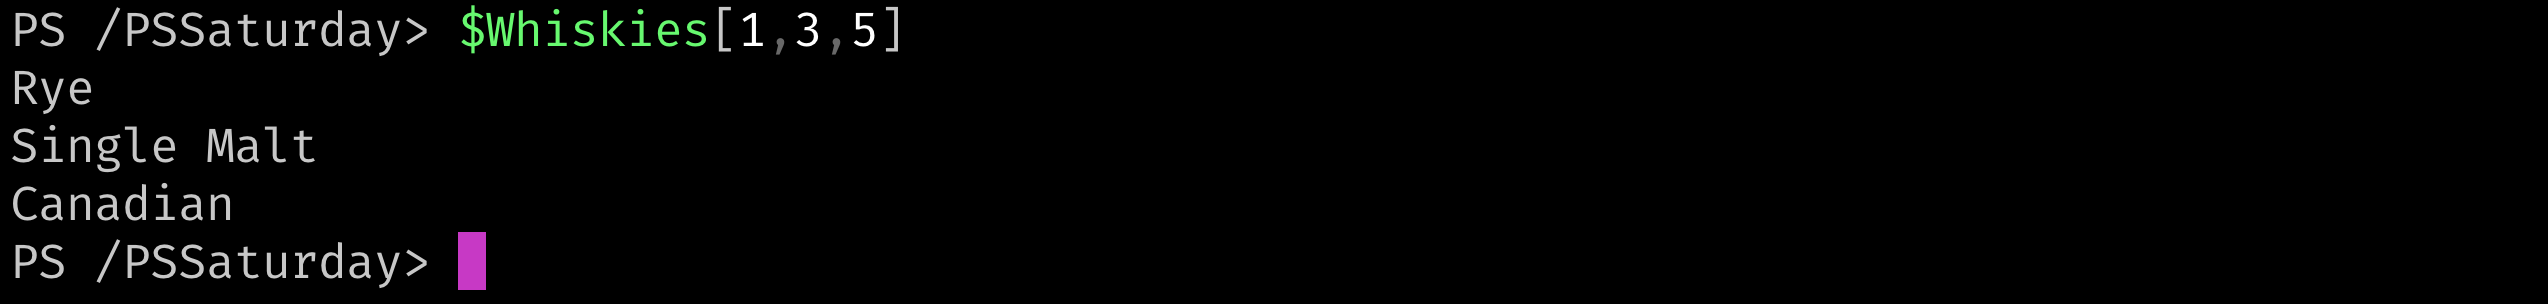 PS /PSSaturday> $Whiskies[1,3,5]
Rye
Single Malt
Canadian
PS /PSSaturday>